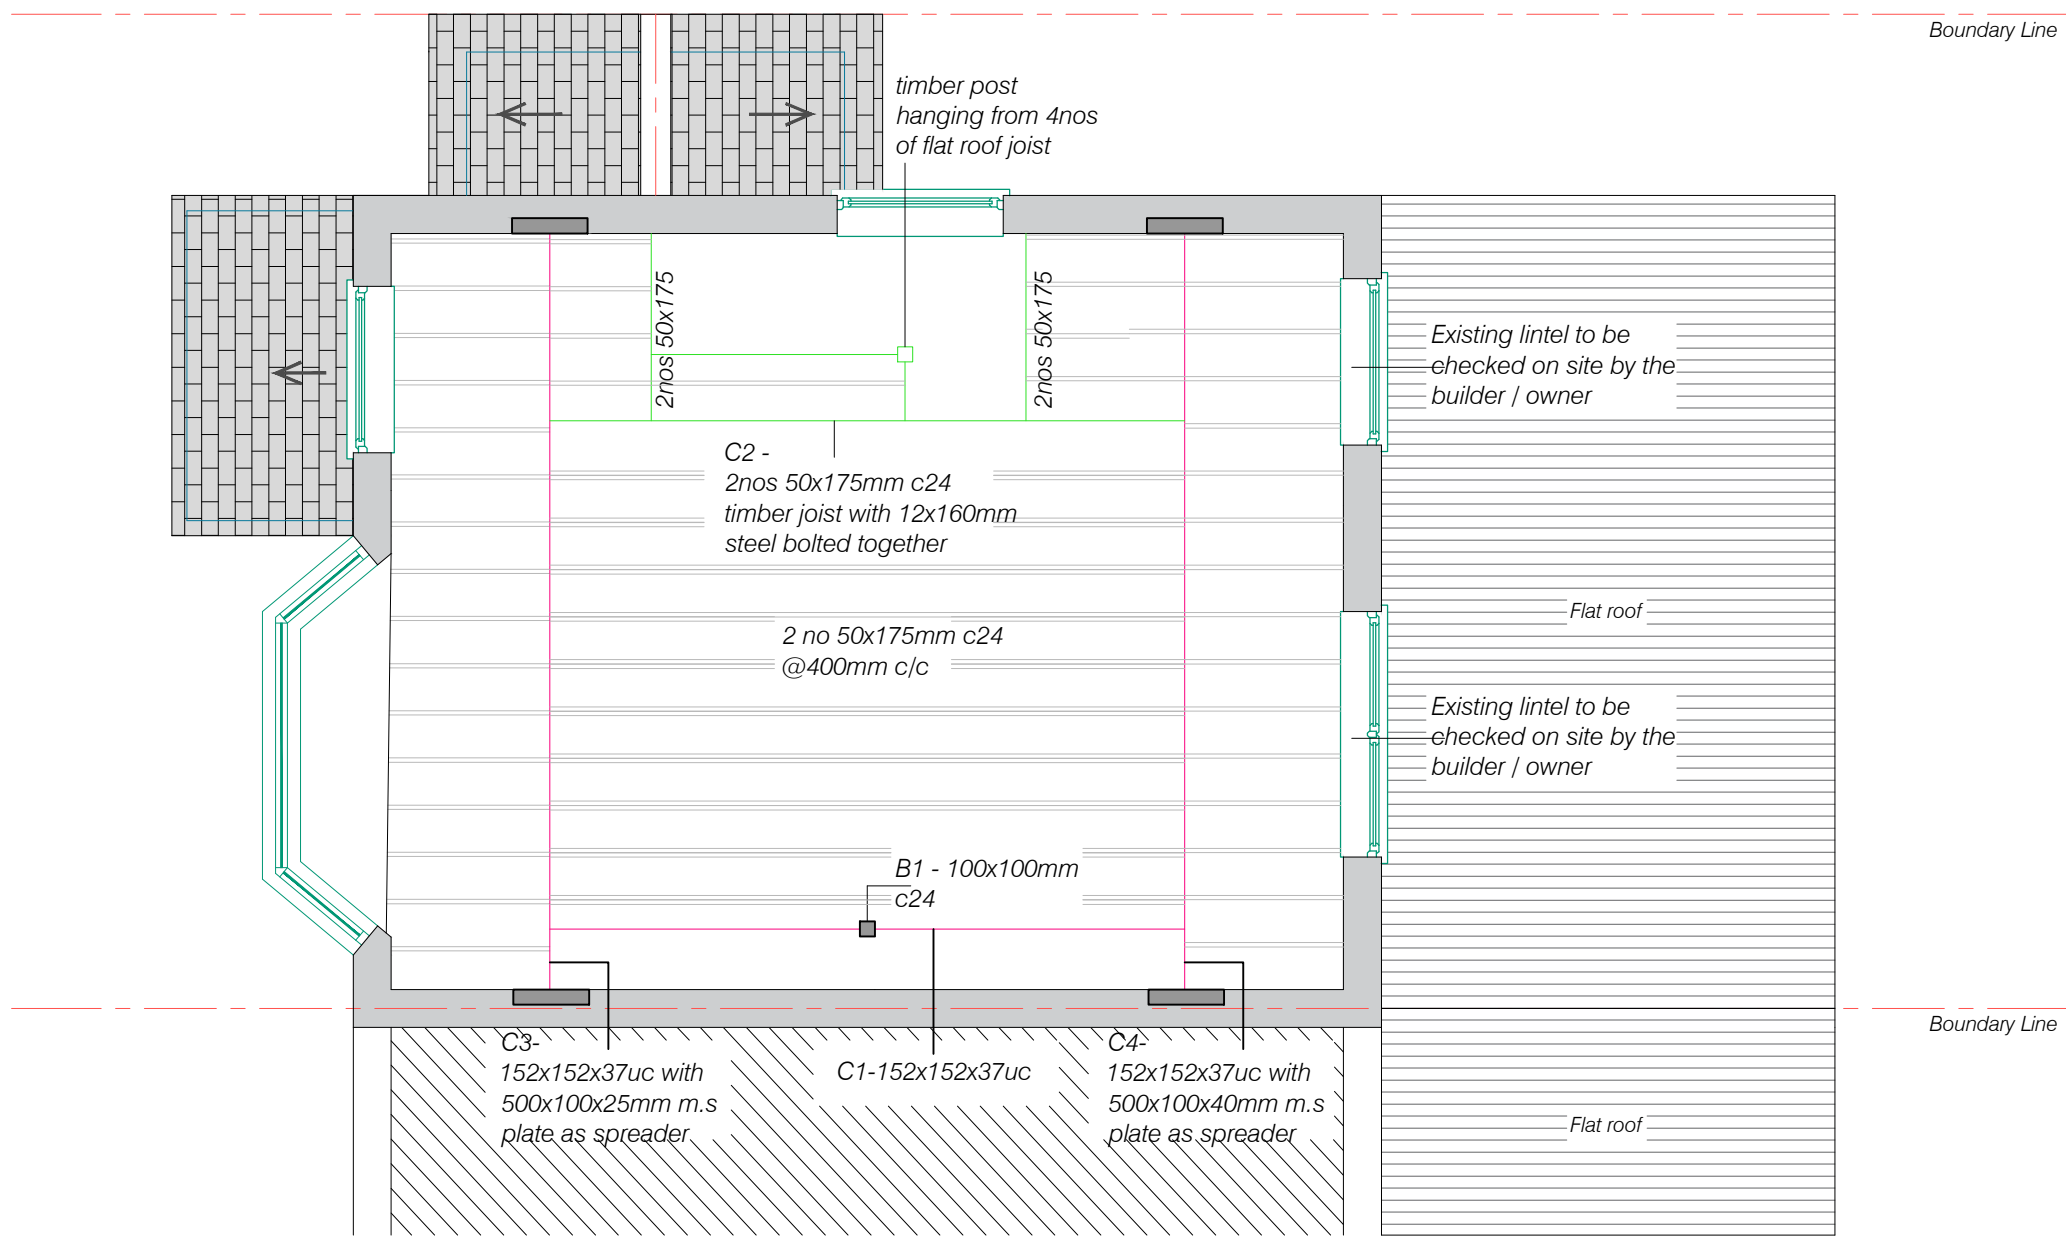 Boundary Line
timber post
hanging from 4nos
of flat roof joist
2nos 50x175
2nos 50x175
Existing lintel to be
checked on site by the
builder / owner
C2 -
2nos 50x175mm c24
timber joist with 12x160mm
steel bolted together
Flat roof
2 no 50x175mm c24
@400mm c/c
Existing lintel to be
checked on site by the
builder / owner
B1 - 100x100mm
c24
Boundary Line
C3-
152x152x37uc with
500x100x25mm m.s
plate as spreader
C1-152x152x37uc
C4-
152x152x37uc with
500x100x40mm m.s
plate as spreader
Flat roof